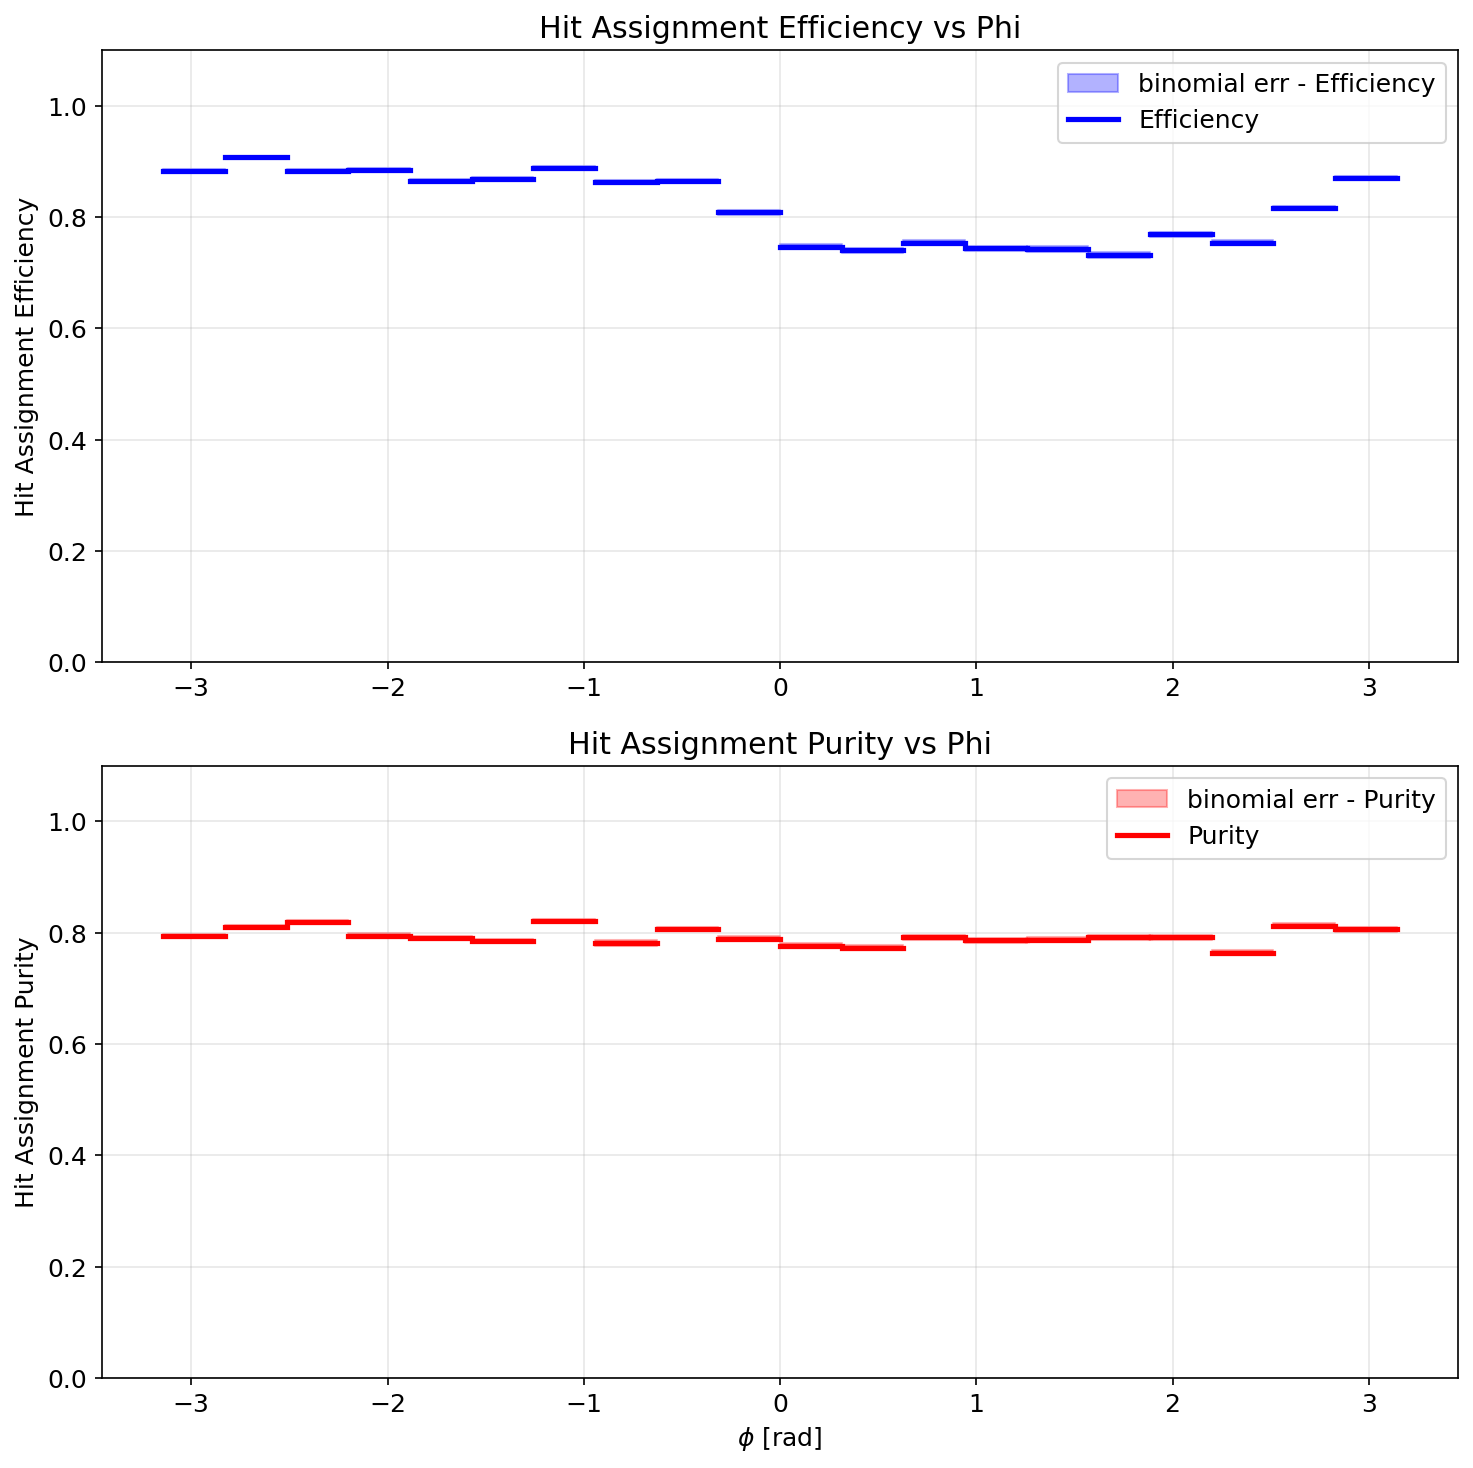 Hit Assignment Efficiency vs Phi
binomial err - Efficiency
Efficiency
Hit Assignment Efficiency
1.0
0.8
0.6
0.4
0.2
0.0
−3
−2
−1
0
1
2
3
Hit Assignment Purity vs Phi
binomial err - Purity
Purity
Hit Assignment Purity
1.0
0.8
0.6
0.4
0.2
0.0
−3
−2
−1
0
1
2
3
ϕ [rad]